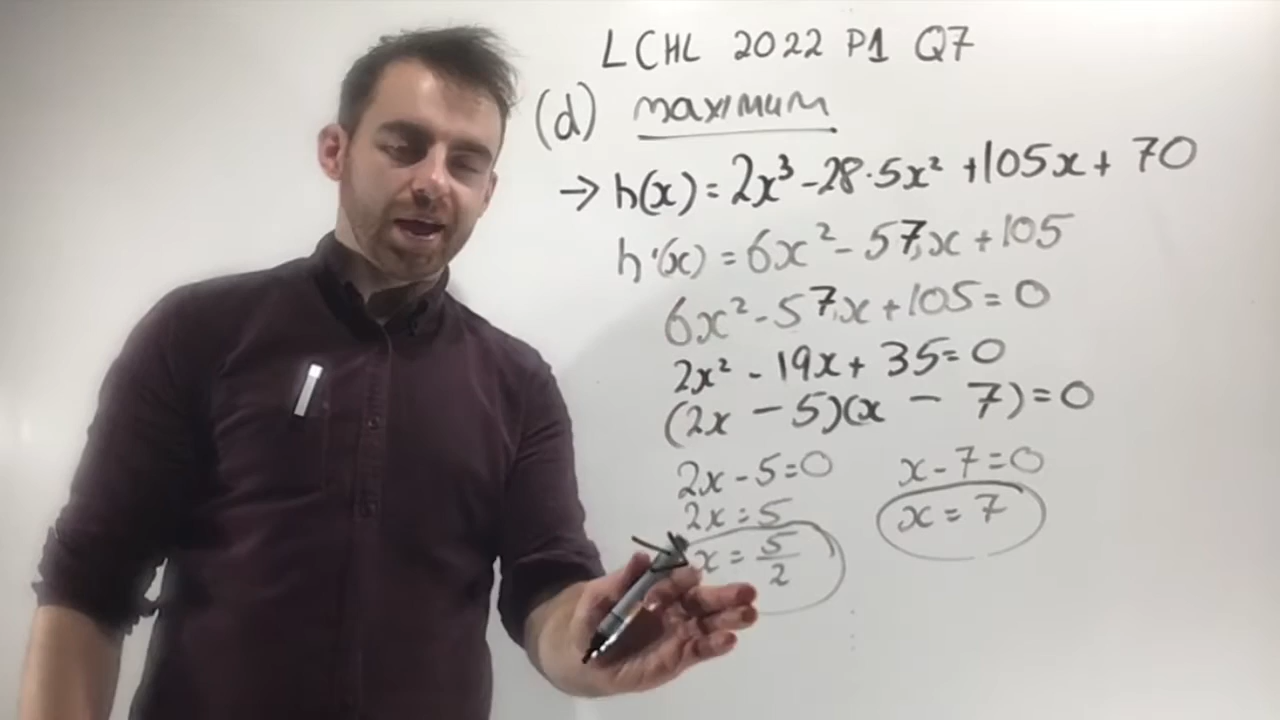 LCHL 2022 P1 Q7
(d) maximum
→ h(x) = 2x³ - 28·5x² + 105x + 70
h'(x) = 6x² - 57x + 105
6x² - 57x + 105 = 0
2x² - 19x + 35 = 0
(2x - 5)(x - 7) = 0
2x - 5 = 0 x - 7 = 0
2x = 5 x = 7
x = 5/2